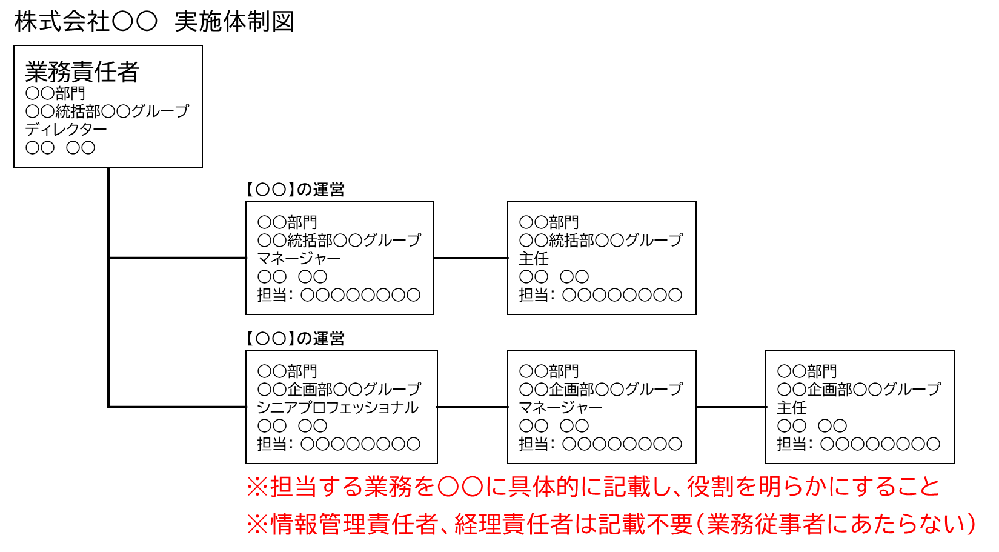 株式会社〇〇　実施体制図
業務責任者
〇〇部門
〇〇統括部〇〇グループ
ディレクター
〇〇　〇〇
【〇〇】の運営
〇〇部門
〇〇統括部〇〇グループ
マネージャー
〇〇　〇〇
担当：〇〇〇〇〇〇〇〇
〇〇部門
〇〇統括部〇〇グループ
主任
〇〇　〇〇
担当：〇〇〇〇〇〇〇〇
【〇〇】の運営
〇〇部門
〇〇企画部〇〇グループ
シニアプロフェッショナル
〇〇　〇〇
担当：〇〇〇〇〇〇〇〇
〇〇部門
〇〇企画部〇〇グループ
マネージャー
〇〇　〇〇
担当：〇〇〇〇〇〇〇〇
〇〇部門
〇〇企画部〇〇グループ
主任
〇〇　〇〇
担当：〇〇〇〇〇〇〇〇
※担当する業務を〇〇に具体的に記載し、役割を明らかにすること
※情報管理責任者、経理責任者は記載不要（業務従事者にあたらない）